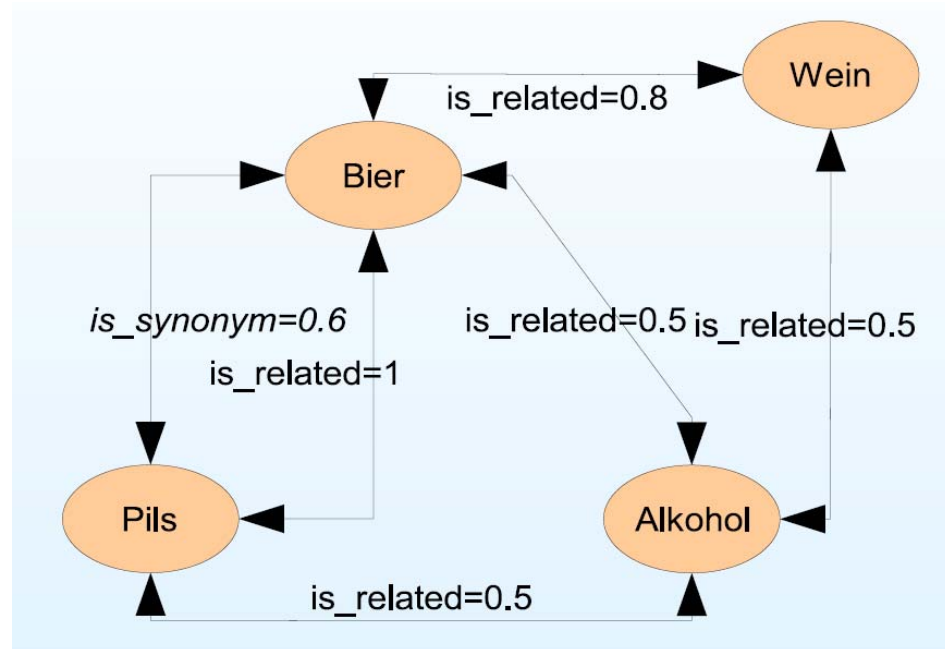 Wein
is_related=0.8
Bier
is_synonym=0.6
is_related=0.5
is_related=0.5
is_related=1
Pils
Alkohol
is_related=0.5